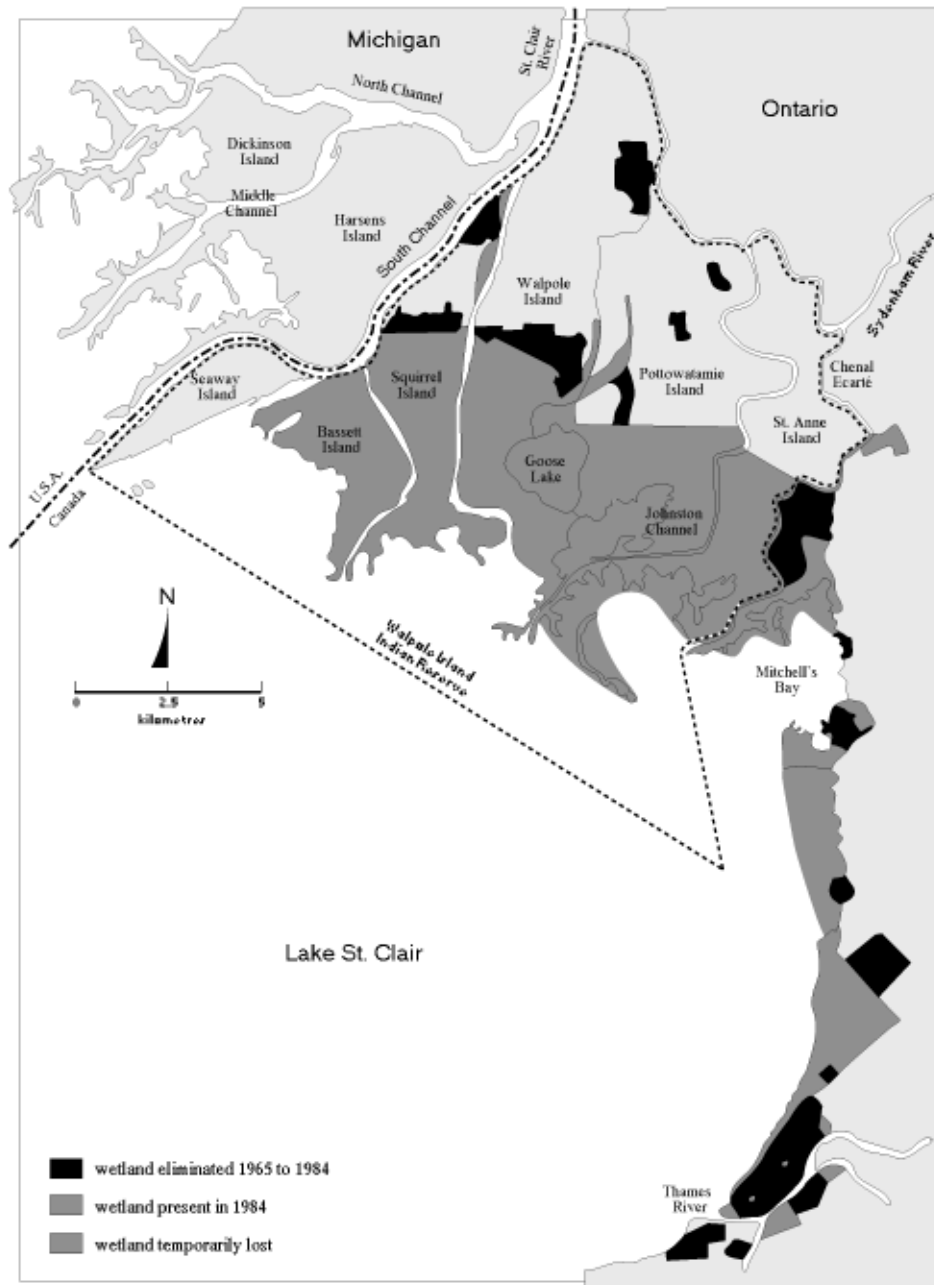 Michigan
St. Clair
River
North Channel
Ontario
Dickinson
Island
Middle
Channel
Harsens
Island
South Channel
Walpole
Island
Sydenham River
Seaway
Island
Squirrel
Island
Pottowatamie
Island
Chenal
Ecarté
Bassett
Island
St. Anne
Island
Goose
Lake
U.S.A.
Canada
Johnston
Channel
N
Walpole Island
Indian Reserve
Mitchell's
Bay
0 2.5 5
kilometres
Lake St. Clair
wetland eliminated 1965 to 1984
wetland present in 1984
wetland temporarily lost
Thames
River